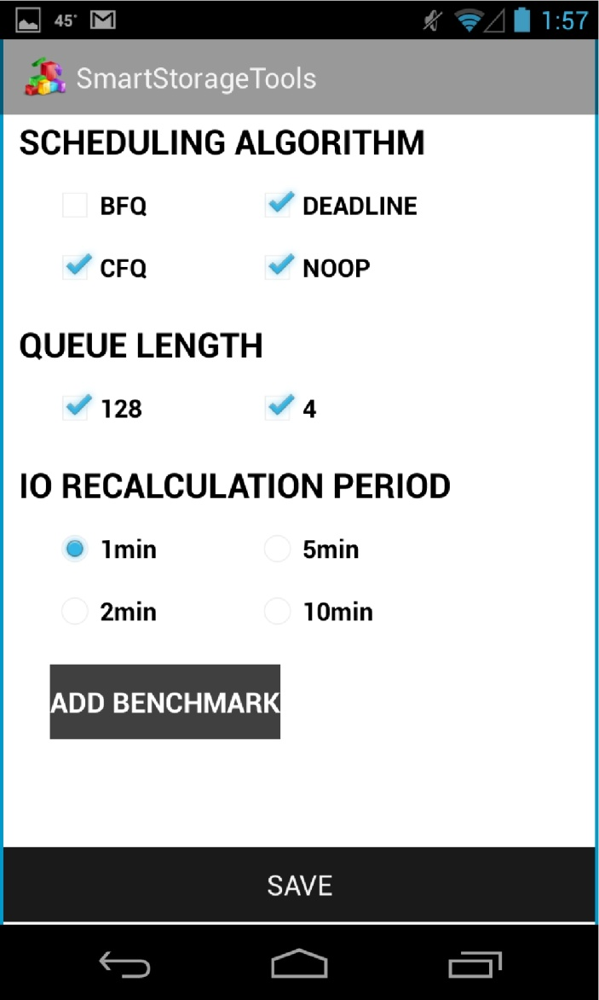 45° 1:57
SmartStorageTools
SCHEDULING ALGORITHM
BFQ DEADLINE
CFQ NOOP
QUEUE LENGTH
128 4
IO RECALCULATION PERIOD
1min 5min
2min 10min
ADD BENCHMARK
SAVE